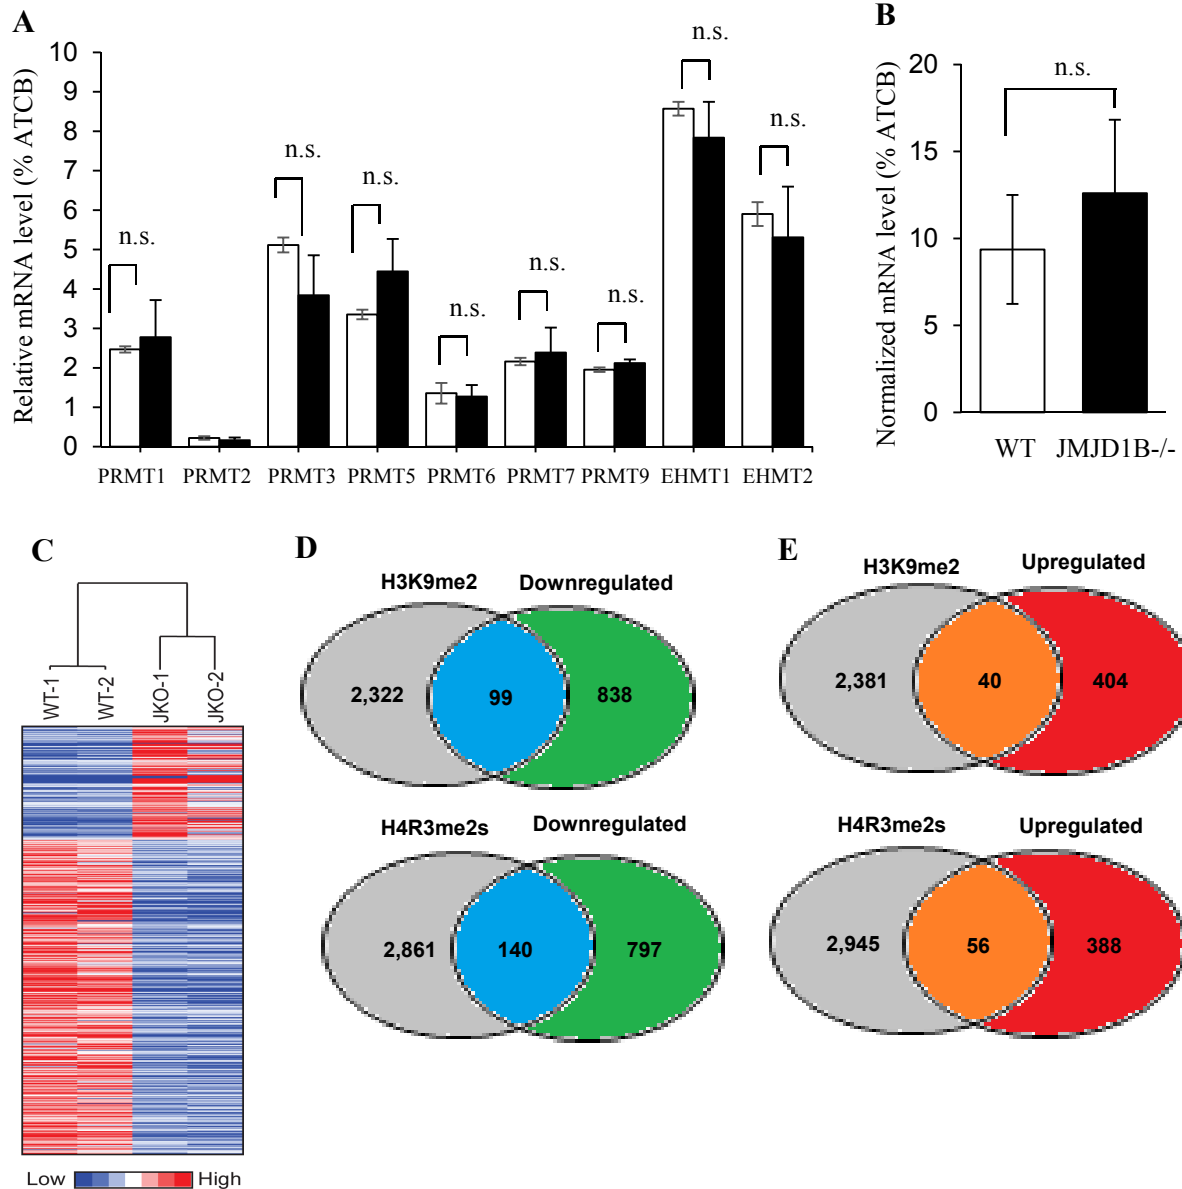 A
Relative mRNA level (% ATCB)
10
9
8
7
6
5
4
3
2
1
0
n.s.
n.s.
n.s.
n.s.
n.s.
n.s.
n.s.
n.s.
PRMT1 PRMT2 PRMT3 PRMT5 PRMT6 PRMT7 PRMT9 EHMT1 EHMT2
B
Normalized mRNA level (% ATCB)
20
15
10
5
0
n.s.
WT JMJD1B-/-
C
WT-1
WT-2
JKO-1
JKO-2
Low High
D
H3K9me2 Downregulated
2,322 99 838
H4R3me2s Downregulated
2,861 140 797
E
H3K9me2 Upregulated
2,381 40 404
H4R3me2s Upregulated
2,945 56 388